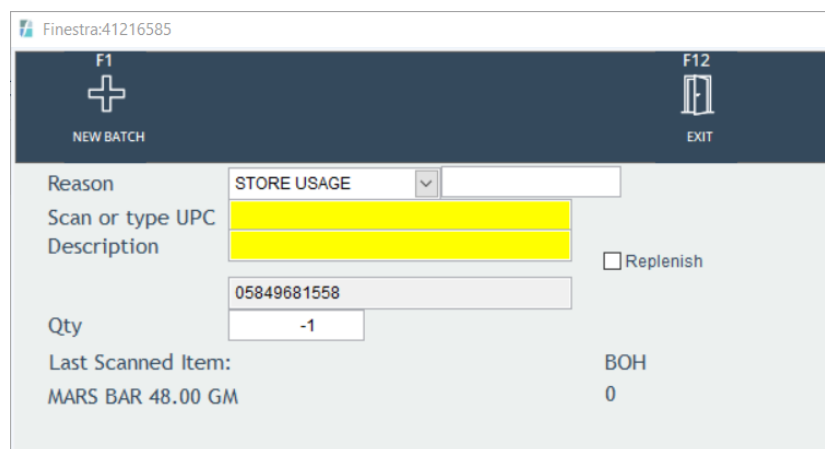 Finestra:41216585
F1
F12
NEW BATCH
EXIT
Reason
STORE USAGE
Scan or type UPC
Description
Replenish
05849681558
Qty
-1
Last Scanned Item:
BOH
MARS BAR 48.00 GM
0